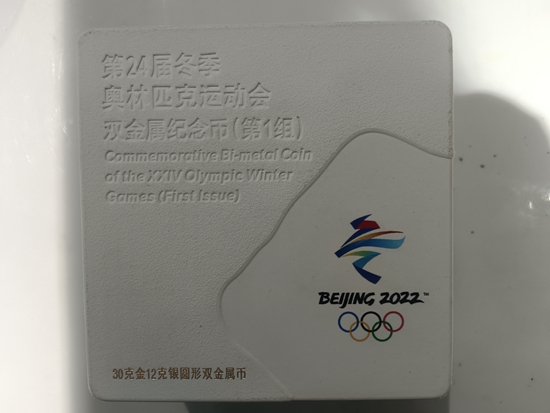 第24届冬季
奥林匹克运动会
双金属纪念币(第1组)
Commemorative Bi-metal Coin
of the XXIV Olympic Winter
Games (First Issue)
BEIJING 2022™
30克金12克银圆形双金属币